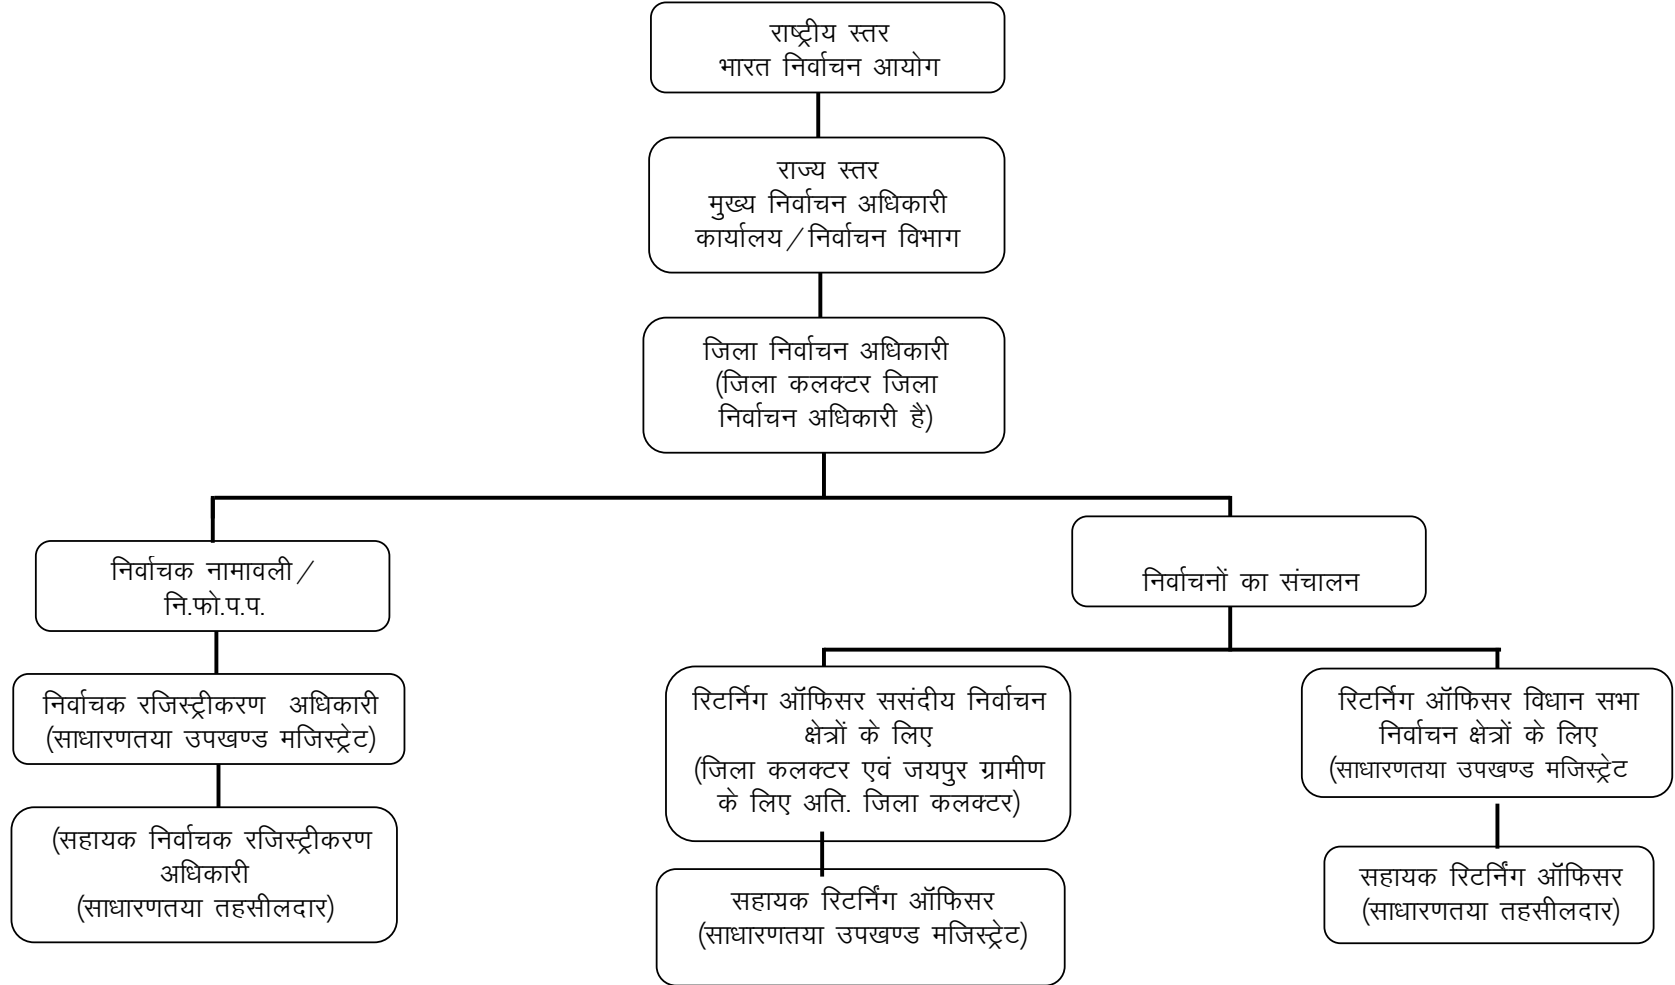 राष्ट्रीय स्तर
भारत निर्वाचन आयोग
राज्य स्तर
मुख्य निर्वाचन अधिकारी
कार्यालय/निर्वाचन विभाग
जिला निर्वाचन अधिकारी
(जिला कलक्टर जिला
निर्वाचन अधिकारी है)
निर्वाचक नामावली/
नि.फो.प.प.
निर्वाचक रजिस्ट्रीकरण अधिकारी
(साधारणतया उपखण्ड मजिस्ट्रेट)
(सहायक निर्वाचक रजिस्ट्रीकरण
अधिकारी
(साधारणतया तहसीलदार)
निर्वाचनों का संचालन
रिटर्निग ऑफिसर ससंदीय निर्वाचन
क्षेत्रों के लिए
(जिला कलक्टर एवं जयपुर ग्रामीण
के लिए अति. जिला कलक्टर)
सहायक रिटर्निंग ऑफिसर
(साधारणतया उपखण्ड मजिस्ट्रेट)
रिटर्निग ऑफिसर विधान सभा
निर्वाचन क्षेत्रों के लिए
(साधारणतया उपखण्ड मजिस्ट्रेट
सहायक रिटर्निंग ऑफिसर
(साधारणतया तहसीलदार)